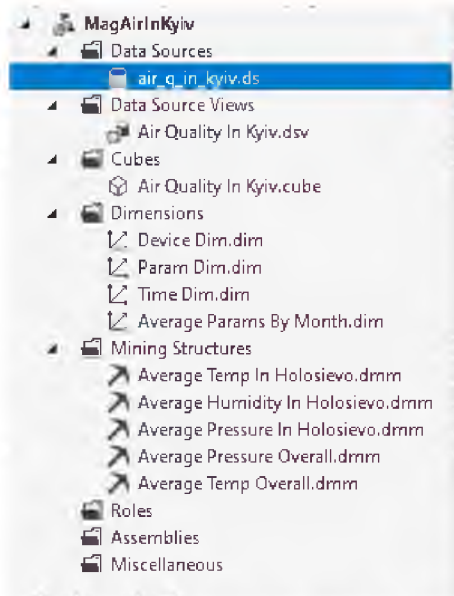 MagAirInKyiv
Data Sources
air_q_in_kyiv.ds
Data Source Views
Air Quality In Kyiv.dsv
Cubes
Air Quality In Kyiv.cube
Dimensions
Device Dim.dim
Param Dim.dim
Time Dim.dim
Average Params By Month.dim
Mining Structures
Average Temp In Holosievo.dmm
Average Humidity In Holosievo.dmm
Average Pressure In Holosievo.dmm
Average Pressure Overall.dmm
Average Temp Overall.dmm
Roles
Assemblies
Miscellaneous